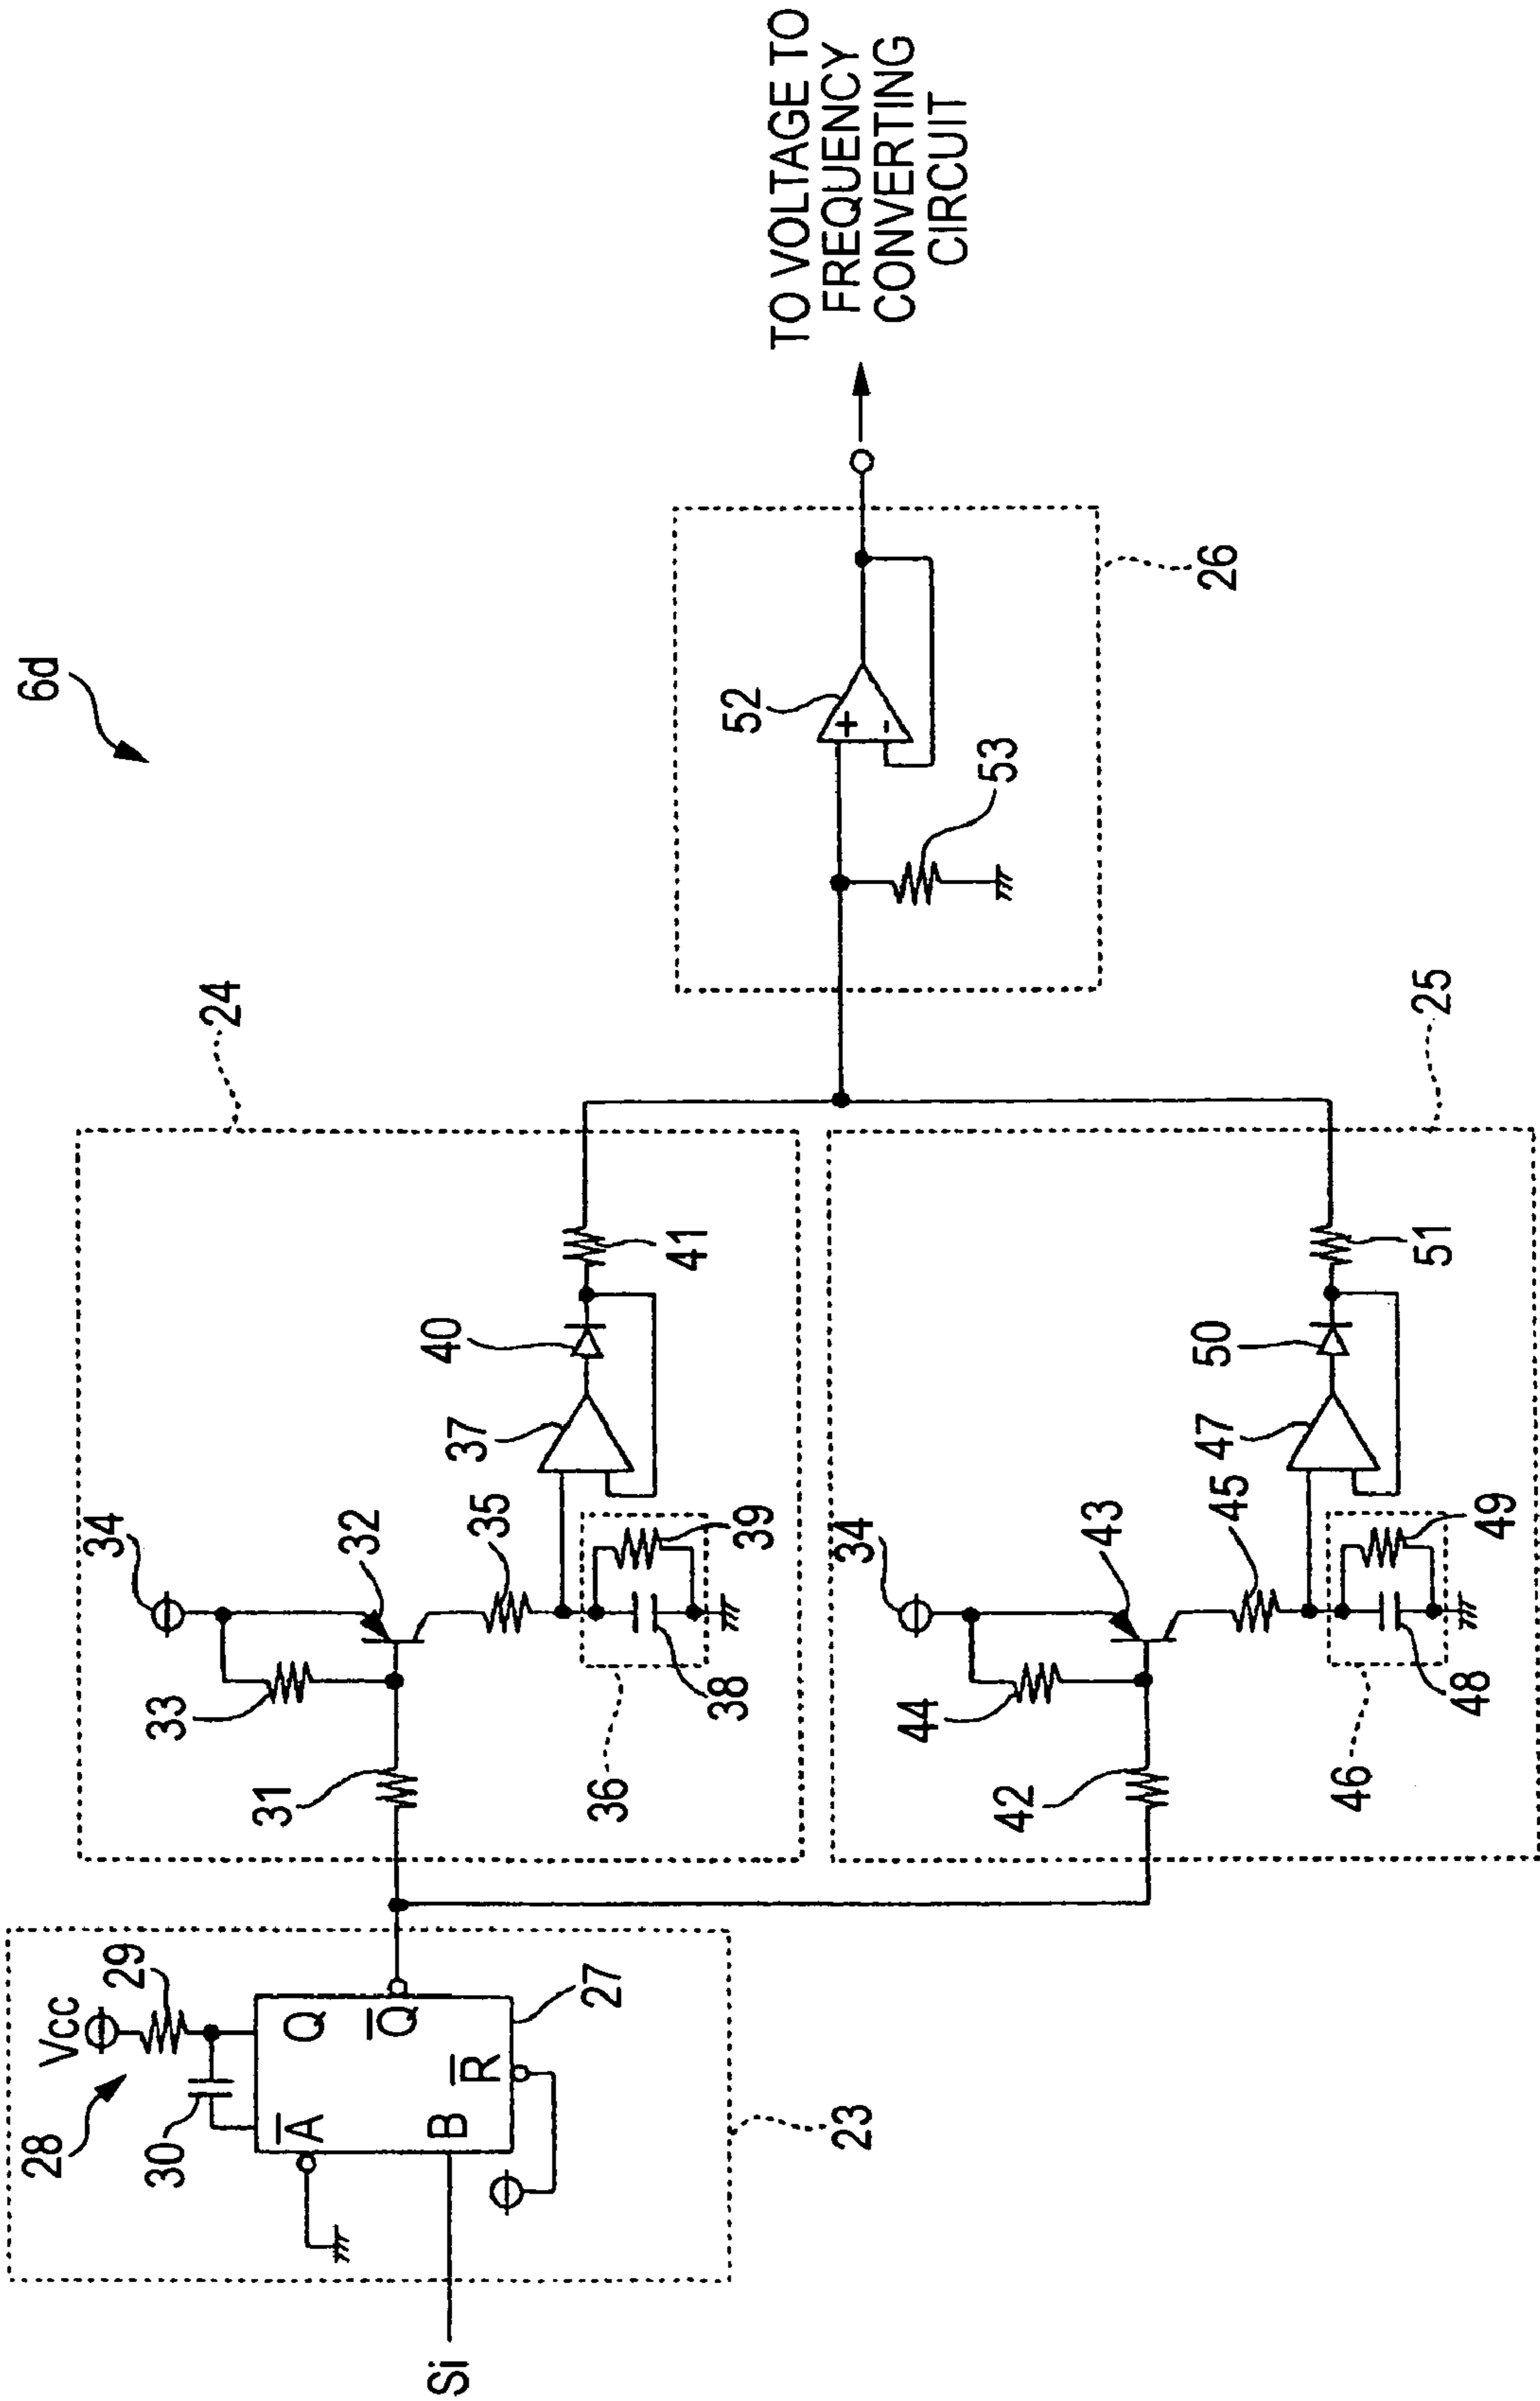 6d
Si
23
28
Vcc
29
30
A̅
B
Q
Q̅
R̅
27
24
31
33
34
32
35
36
38
39
37
40
41
25
42
44
34
43
45
46
48
49
47
50
51
26
52
+
-
53
TO VOLTAGE TO
FREQUENCY
CONVERTING
CIRCUIT